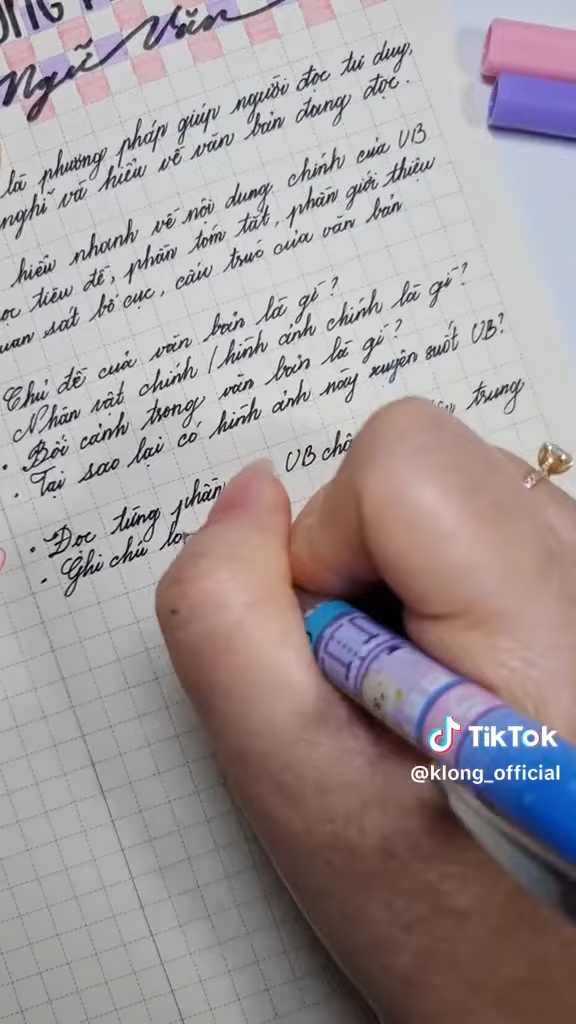 Ngữ Văn
là phương pháp giúp người đọc tư duy,
nghĩ và hiểu về văn bản đang đọc.
hiểu nhanh về nội dung chính của VB
tiêu đề, phần tóm tắt, phần giới thiệu
sát bố cục, cấu trúc của văn bản
Chủ đề của văn bản là gì?
Nhân vật chính / hình ảnh chính là gì?
• Bối cảnh trong văn bản là gì?
• Tại sao lại có hình ảnh này xuyên suốt VB?
• Đọc từng phần VB trung
• Ghi chú
TikTok
@klong_official